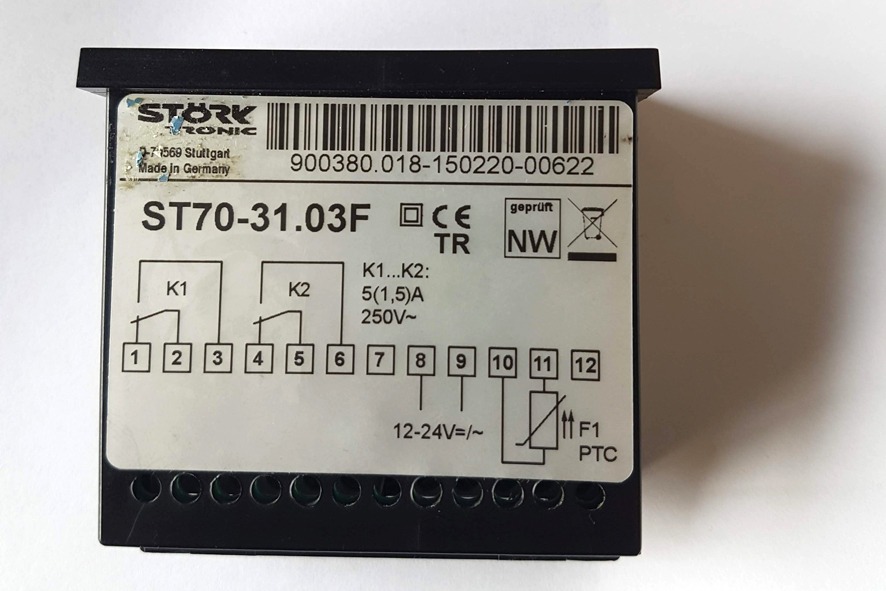 STÖRK
TRONIC
Stuttgart
Made in Germany
900380.018-150220-00622
ST70-31.03F
CE
TR
geprüft
NW
K1
K2
K1...K2:
5(1,5)A
250V~
1 2 3 4 5 6 7 8 9 10 11 12
12-24V=/~
F1
PTC